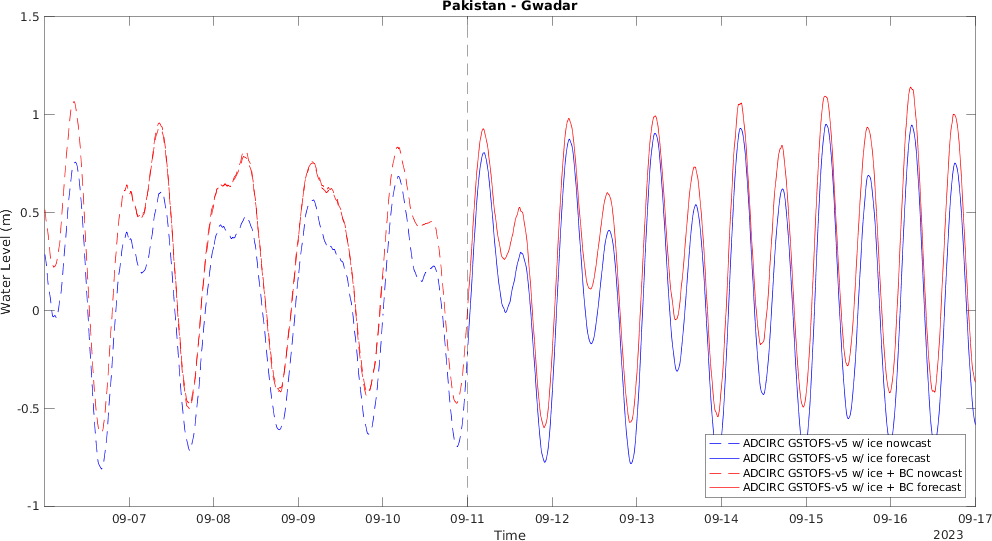 Pakistan - Gwadar
1.5
1
0.5
0
-0.5
-1
Water Level (m)
09-07 09-08 09-09 09-10 09-11 09-12 09-13 09-14 09-15 09-16 09-17
Time
2023
ADCIRC GSTOFS-v5 w/ ice nowcast
ADCIRC GSTOFS-v5 w/ ice forecast
ADCIRC GSTOFS-v5 w/ ice + BC nowcast
ADCIRC GSTOFS-v5 w/ ice + BC forecast